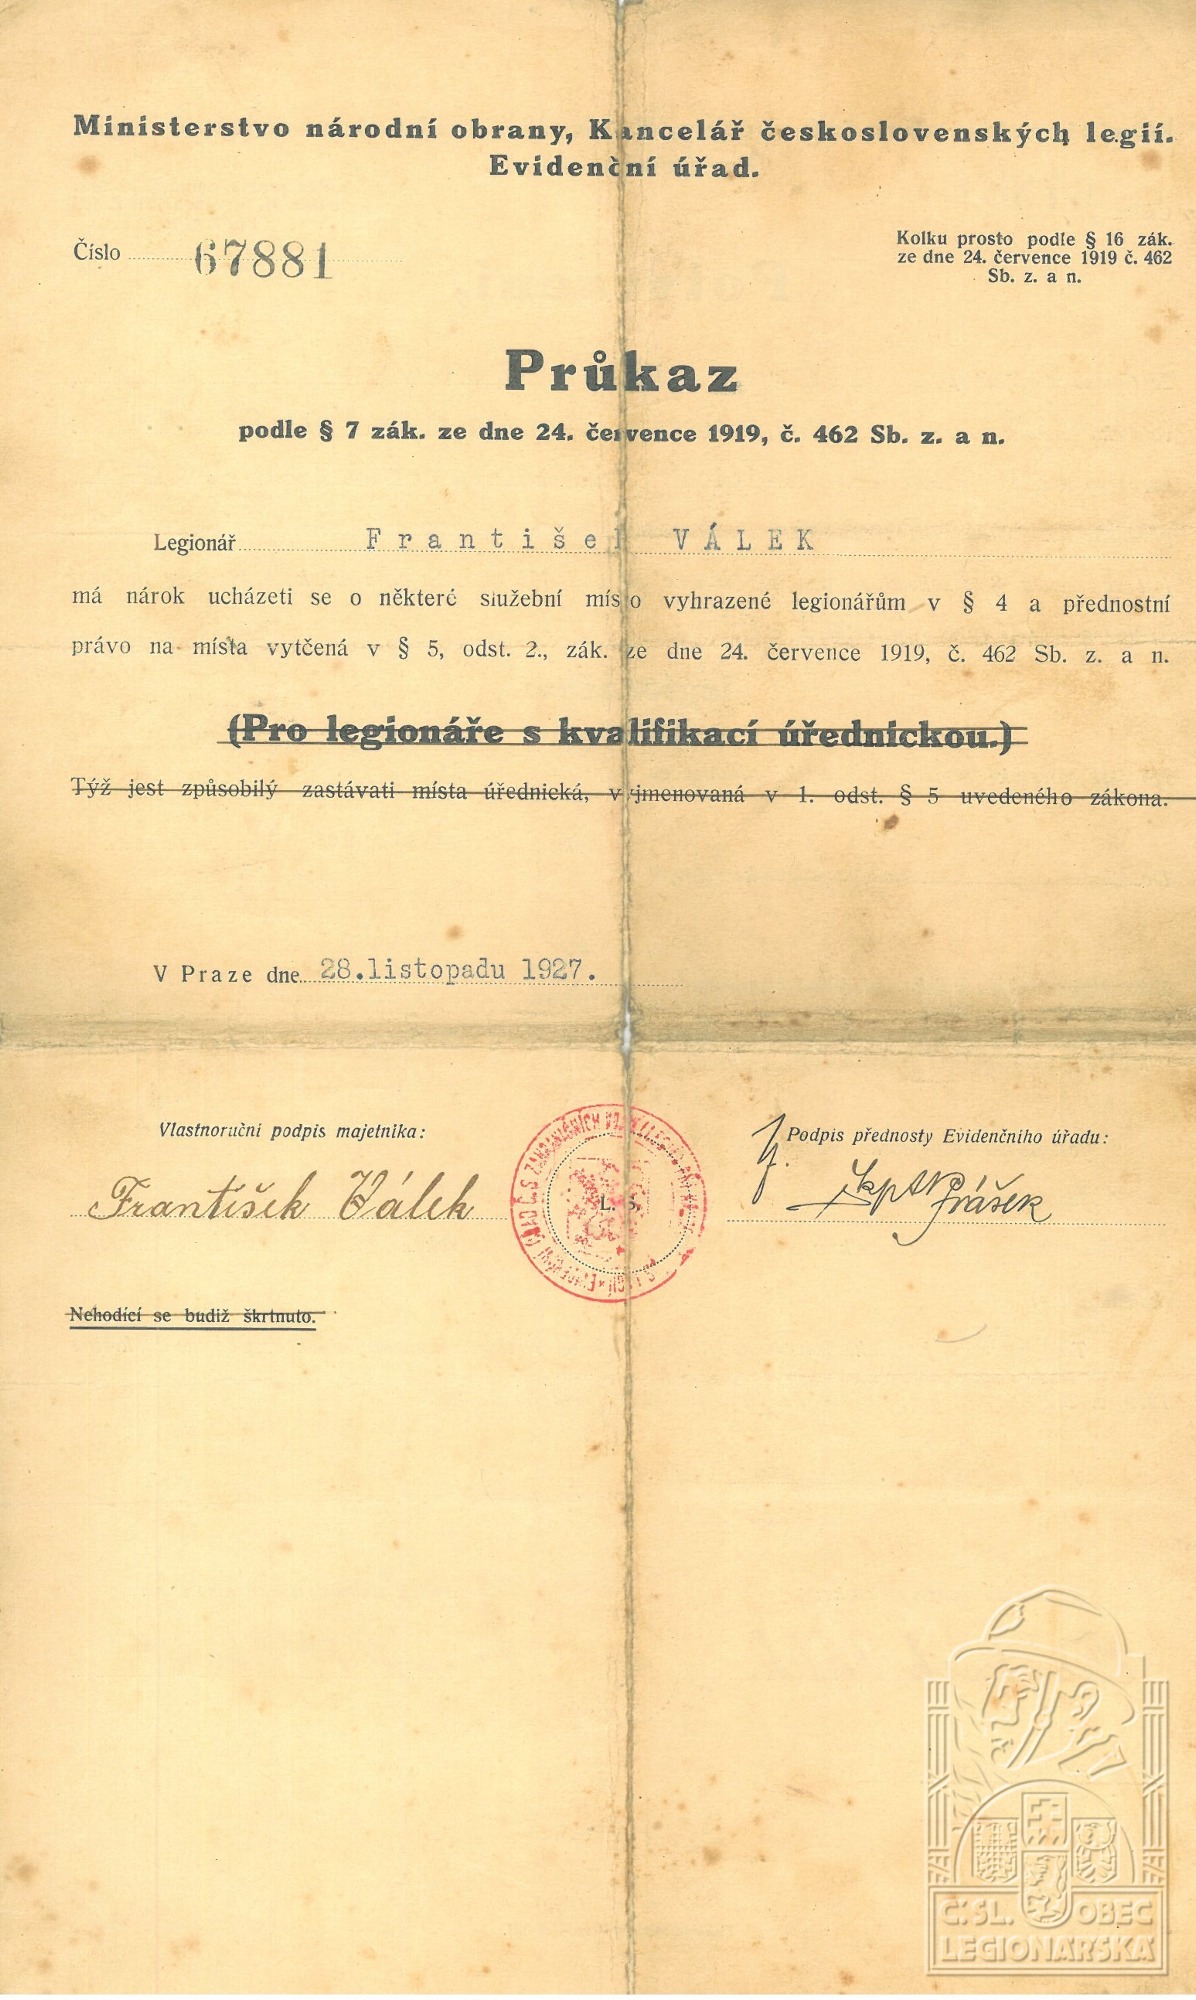 Ministerstvo národní obrany, Kancelář československých legií.
Evidenční úřad.
Číslo 67881
Kolku prosto podle § 16 zák.
ze dne 24. července 1919 č. 462
Sb. z. a n.
Průkaz
podle § 7 zák. ze dne 24. července 1919, č. 462 Sb. z. a n.
Legionář František VÁLEK
má nárok ucházeti se o některé služební místo vyhrazené legionářům v § 4 a přednostní
právo na místa vytčená v § 5, odst. 2., zák. ze dne 24. července 1919, č. 462 Sb. z. a n.
(Pro legionáře s kvalifikací úřednickou.)
Týž jest způsobilý zastávati místa úřednická, vyjmenovaná v 1. odst. § 5 uvedeného zákona.
V Praze dne 28.listopadu 1927.
Vlastnoruční podpis majetníka:
Podpis přednosty Evidenčního úřadu:
František Válek
L. S.
škpt Prášek
Nehodící se budiž škrtnuto.
Č. SL. OBEC
LEGIONÁŘSKÁ